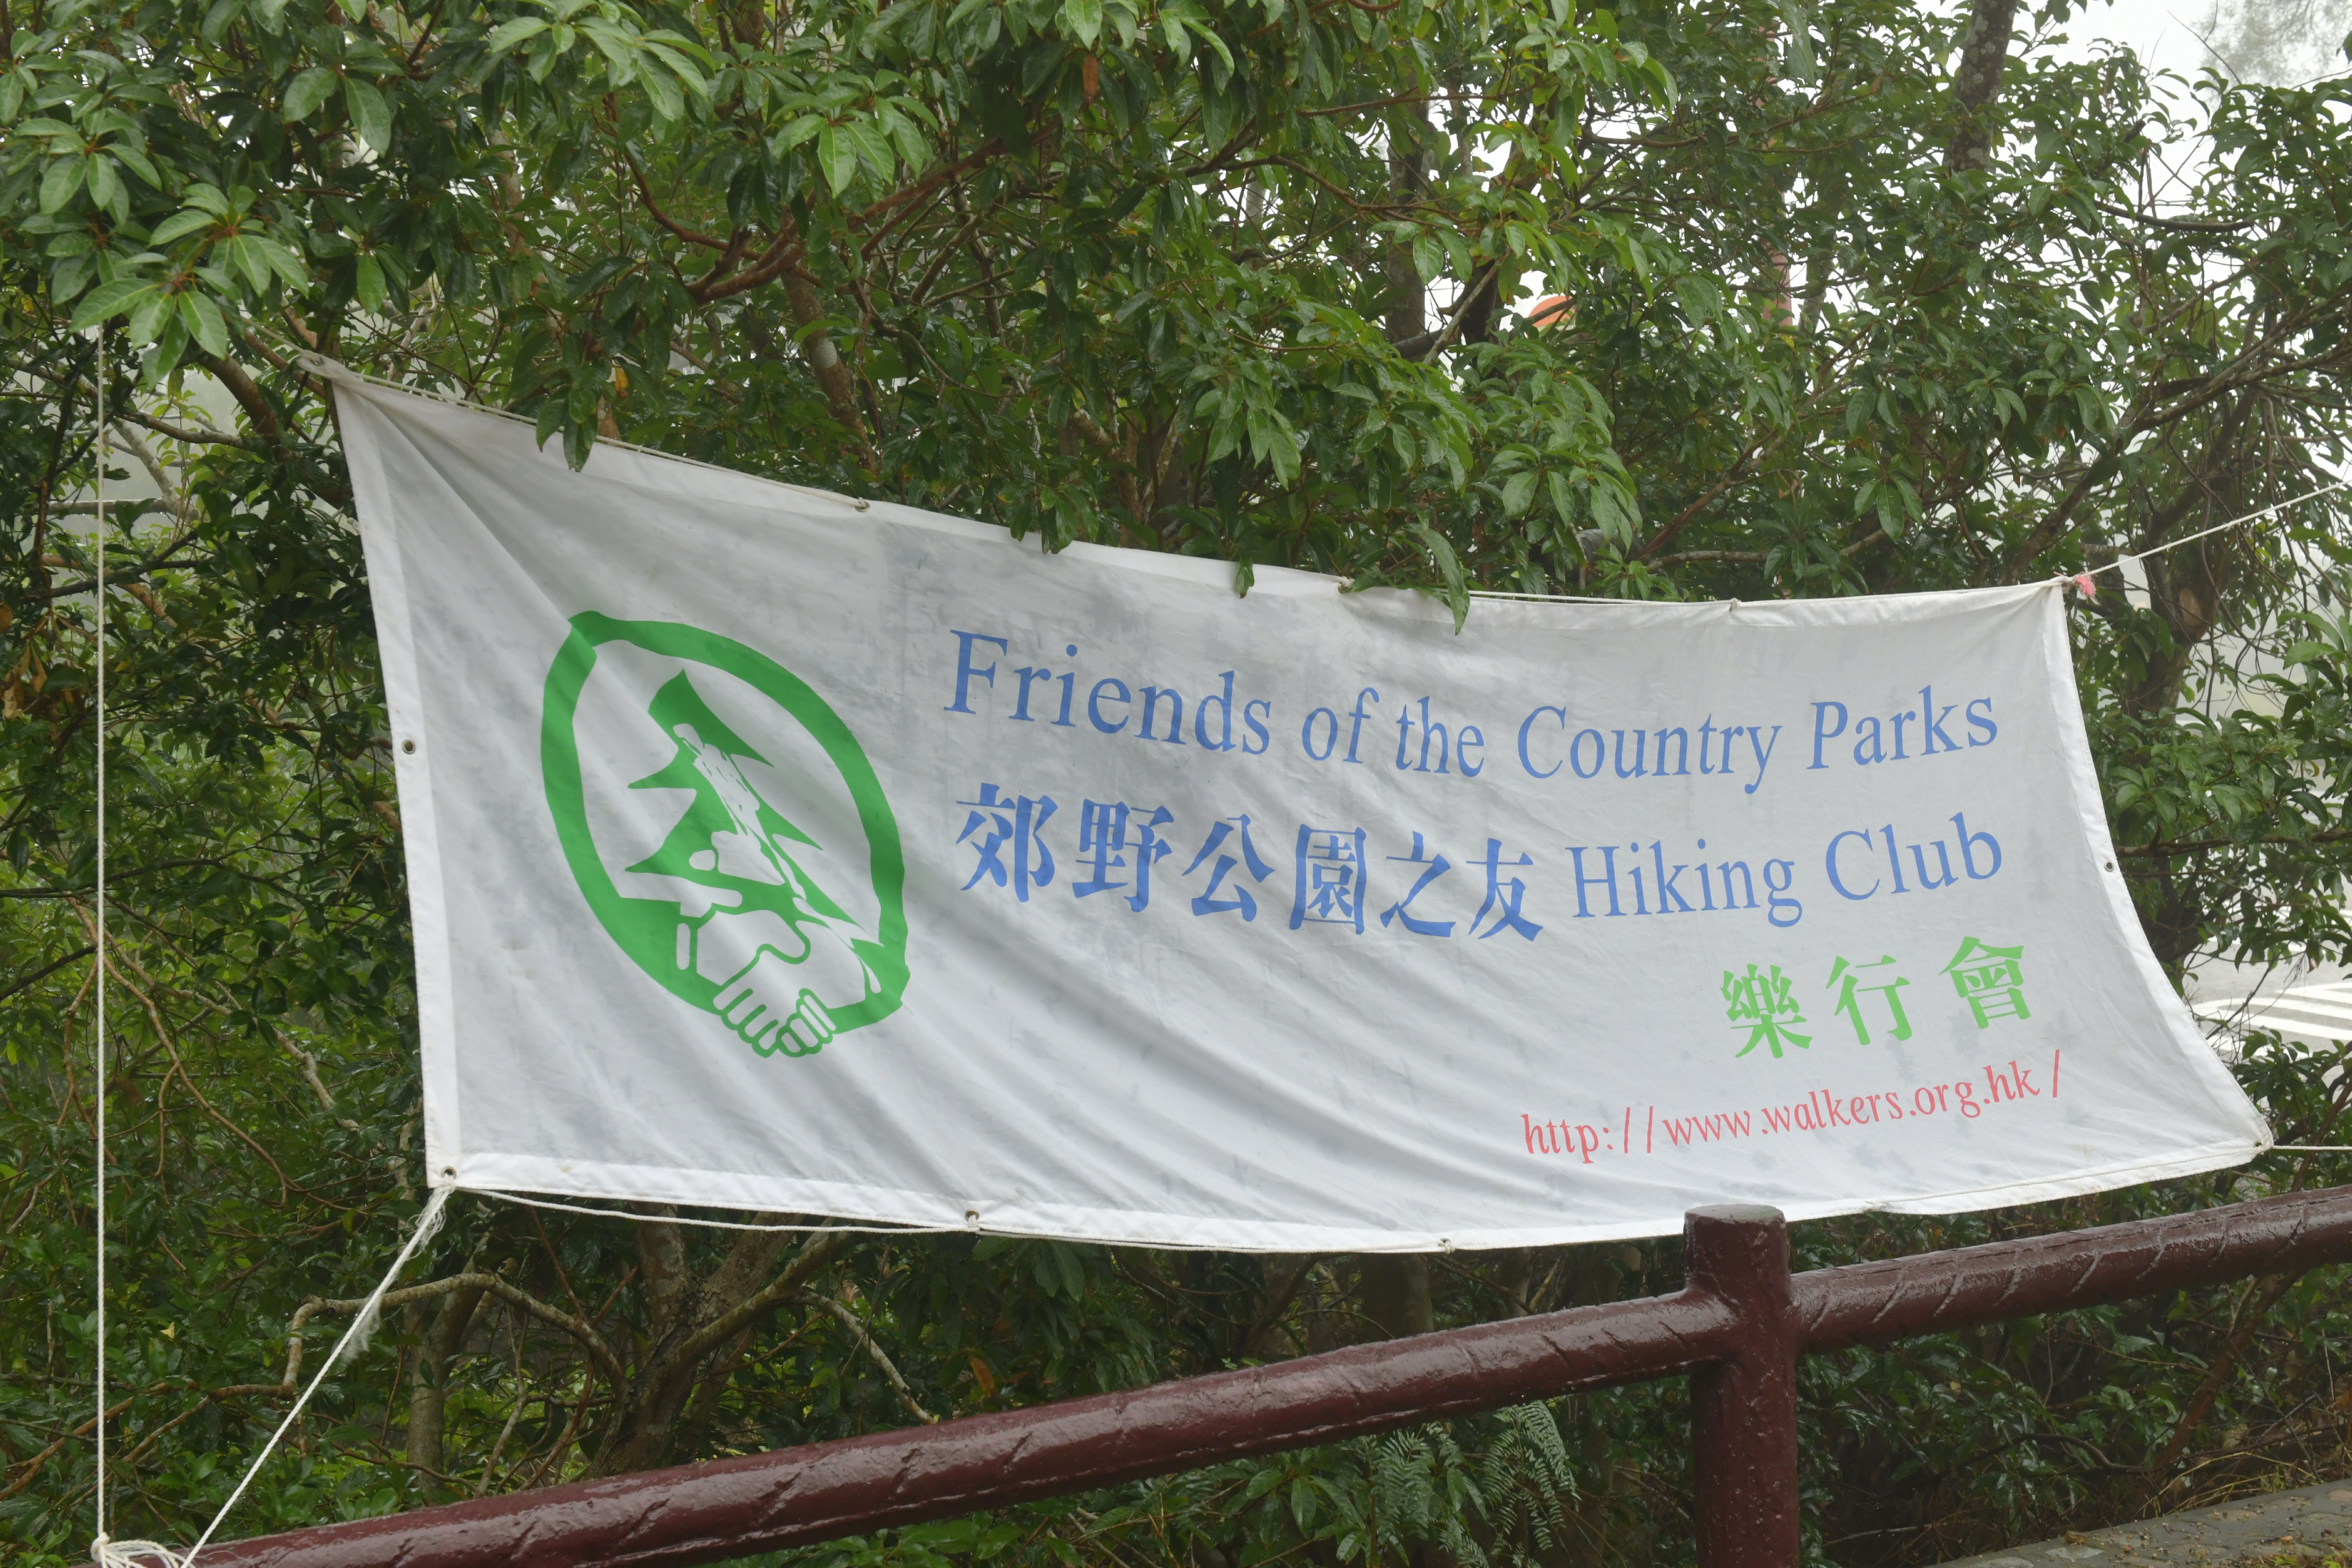 Friends of the Country Parks
郊野公園之友 Hiking Club
樂行會
http://www.walkers.org.hk/